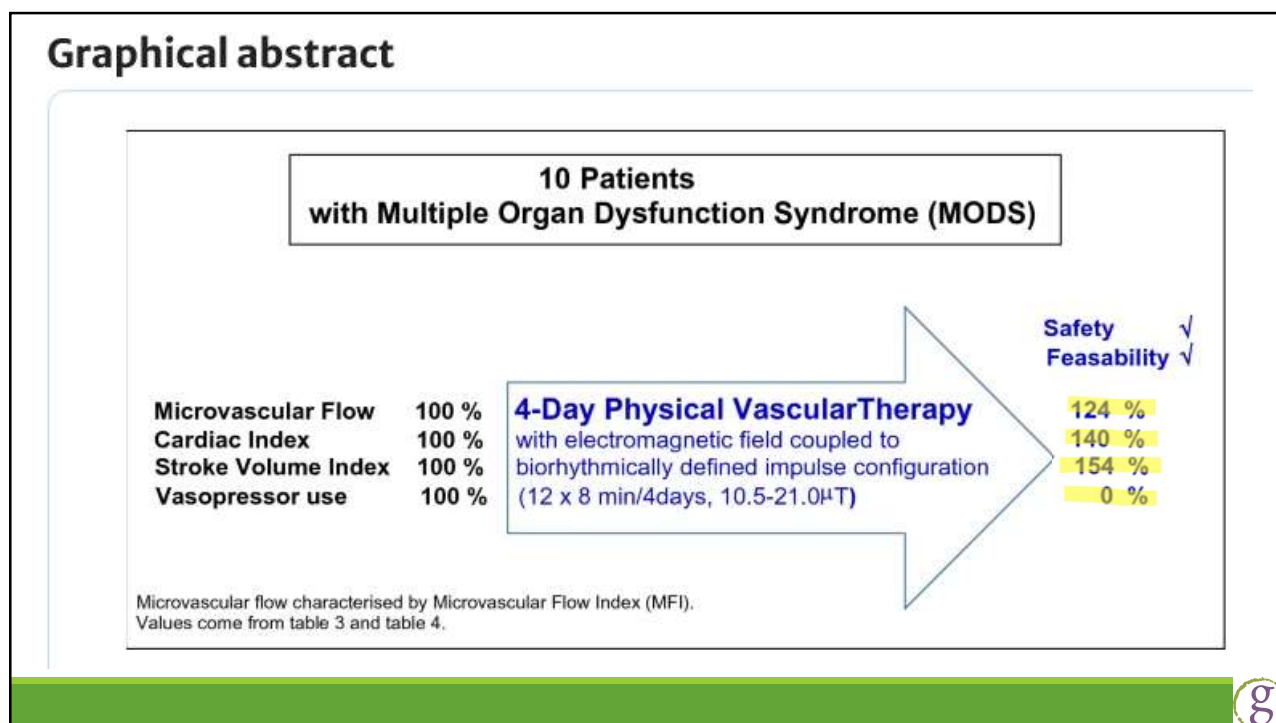 Graphical abstract
10 Patients
with Multiple Organ Dysfunction Syndrome (MODS)
Safety √
Feasability √
Microvascular Flow 100 % 4-Day Physical VascularTherapy 124 %
Cardiac Index 100 % with electromagnetic field coupled to 140 %
Stroke Volume Index 100 % biorhythmically defined impulse configuration 154 %
Vasopressor use 100 % (12 x 8 min/4days, 10.5-21.0µT) 0 %
Microvascular flow characterised by Microvascular Flow Index (MFI).
Values come from table 3 and table 4.
g